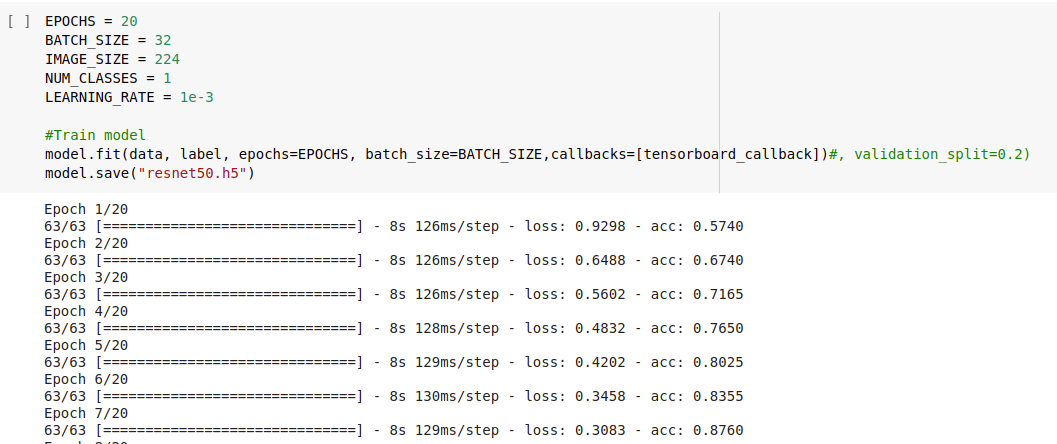 [ ] EPOCHS = 20
BATCH_SIZE = 32
IMAGE_SIZE = 224
NUM_CLASSES = 1
LEARNING_RATE = 1e-3
#Train model
model.fit(data, label, epochs=EPOCHS, batch_size=BATCH_SIZE,callbacks=[tensorboard_callback])#, validation_split=0.2)
model.save("resnet50.h5")
Epoch 1/20
63/63 [==============================] - 8s 126ms/step - loss: 0.9298 - acc: 0.5740
Epoch 2/20
63/63 [==============================] - 8s 126ms/step - loss: 0.6488 - acc: 0.6740
Epoch 3/20
63/63 [==============================] - 8s 126ms/step - loss: 0.5602 - acc: 0.7165
Epoch 4/20
63/63 [==============================] - 8s 128ms/step - loss: 0.4832 - acc: 0.7650
Epoch 5/20
63/63 [==============================] - 8s 129ms/step - loss: 0.4202 - acc: 0.8025
Epoch 6/20
63/63 [==============================] - 8s 130ms/step - loss: 0.3458 - acc: 0.8355
Epoch 7/20
63/63 [==============================] - 8s 129ms/step - loss: 0.3083 - acc: 0.8760